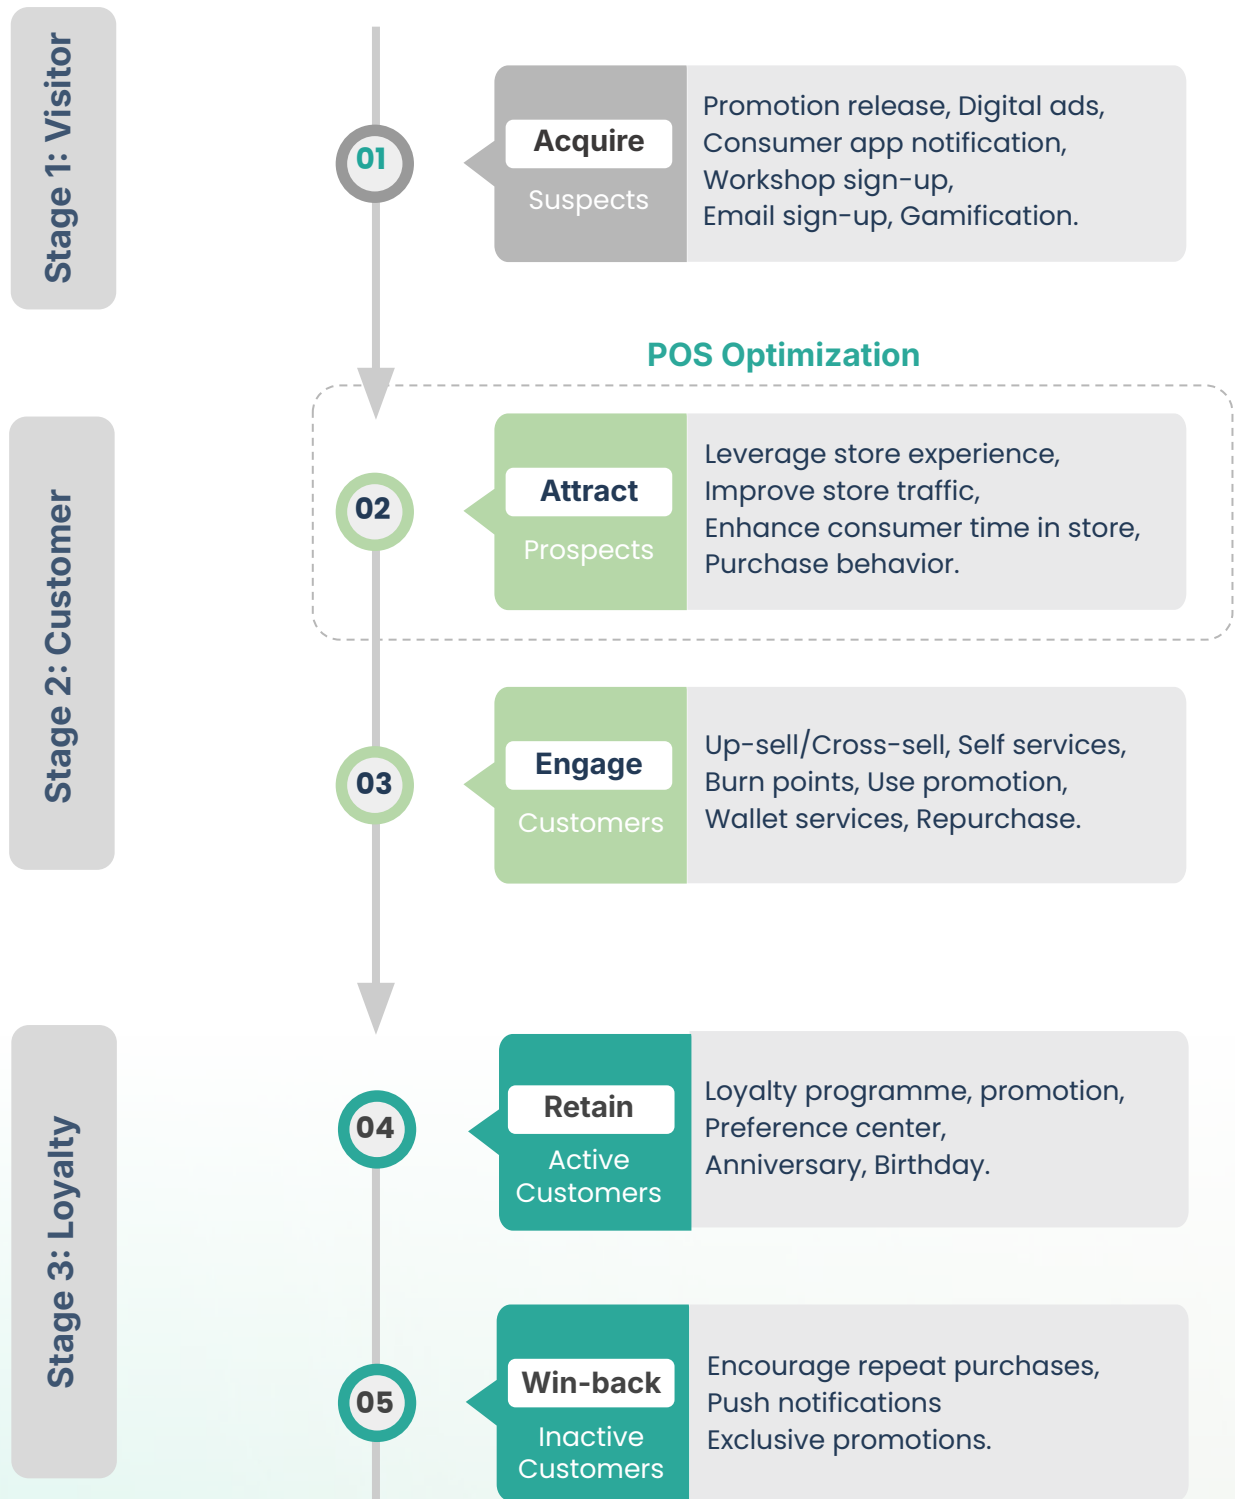 Stage 1: Visitor
01
Acquire
Suspects
Promotion release, Digital ads,
Consumer app notification,
Workshop sign-up,
Email sign-up, Gamification.
POS Optimization
Stage 2: Customer
02
Attract
Prospects
Leverage store experience,
Improve store traffic,
Enhance consumer time in store,
Purchase behavior.
03
Engage
Customers
Up-sell/Cross-sell, Self services,
Burn points, Use promotion,
Wallet services, Repurchase.
Stage 3: Loyalty
04
Retain
Active
Customers
Loyalty programme, promotion,
Preference center,
Anniversary, Birthday.
05
Win-back
Inactive
Customers
Encourage repeat purchases,
Push notifications
Exclusive promotions.